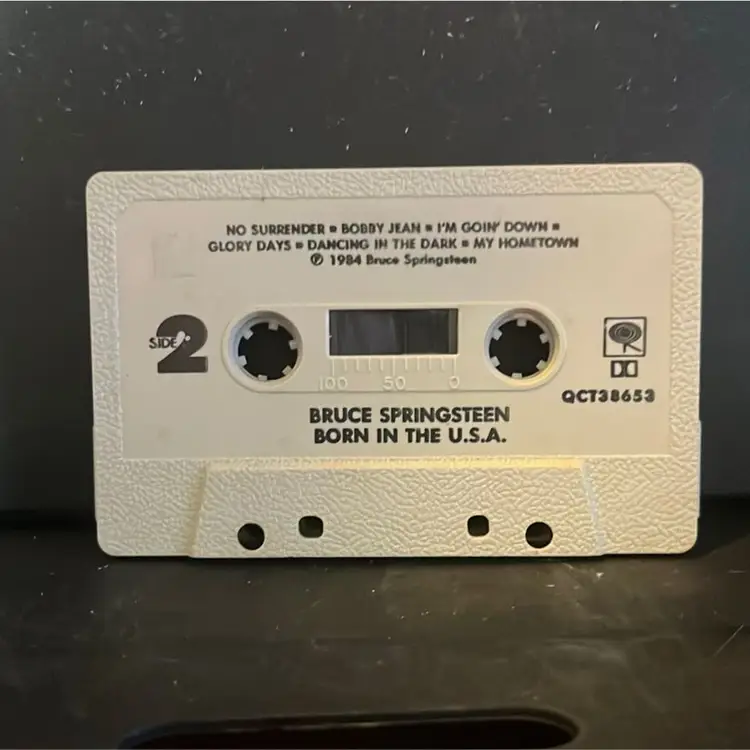 NO SURRENDER ■ BOBBY JEAN ■ I'M GOIN' DOWN ■
GLORY DAYS ■ DANCING IN THE DARK ■ MY HOMETOWN
℗ 1984 Bruce Springsteen
SIDE 2
100 50 0
QCT38653
BRUCE SPRINGSTEEN
BORN IN THE U.S.A.